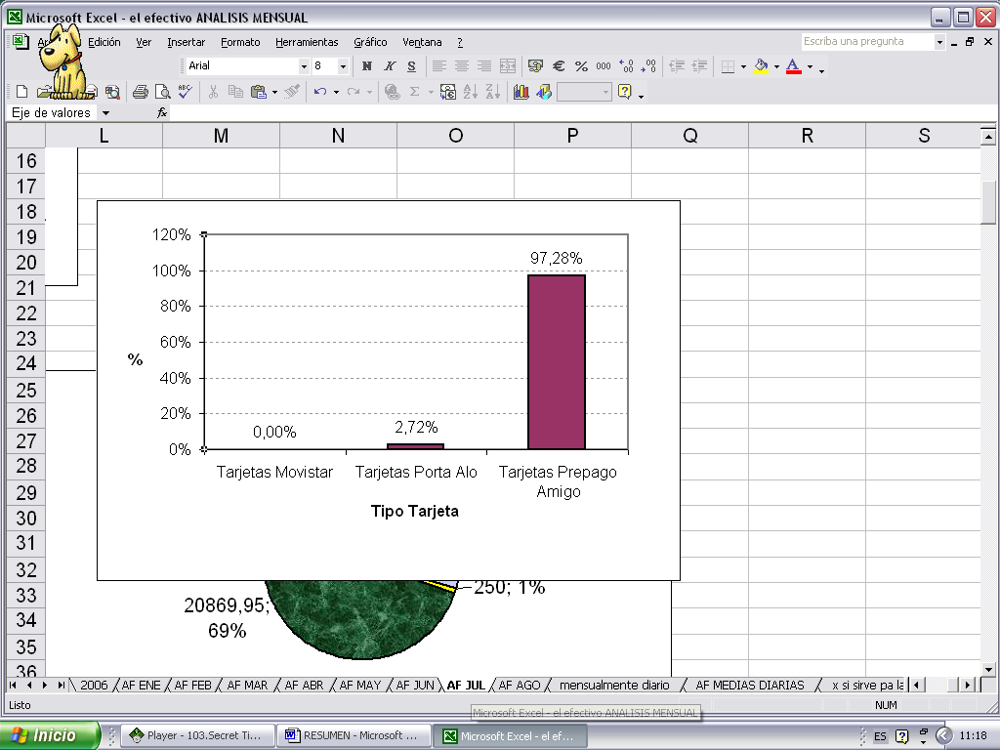 Microsoft Excel - el efectivo ANALISIS MENSUAL
Edición Ver Insertar Formato Herramientas Gráfico Ventana ?
Escriba una pregunta
Arial 8 N K S € % 000
Eje de valores fx
L M N O P Q R S
16
17
18
19
20
21
22
23
24
25
26
27
28
29
30
31
32
33
34
35
36
120%
100%
80%
60%
40%
20%
0%
%
0,00%
2,72%
97,28%
Tarjetas Movistar Tarjetas Porta Alo Tarjetas Prepago
Amigo
Tipo Tarjeta
250; 1%
20869,95;
69%
2006 AF ENE AF FEB AF MAR AF ABR AF MAY AF JUN AF JUL AF AGO mensualmente diario AF MEDIAS DIARIAS x si sirve pa la
Listo NUM
Microsoft Excel - el efectivo ANALISIS MENSUAL
Inicio Player - 103.Secret Ti... RESUMEN - Microsoft ... Microsoft Excel - el ef... ES 11:18